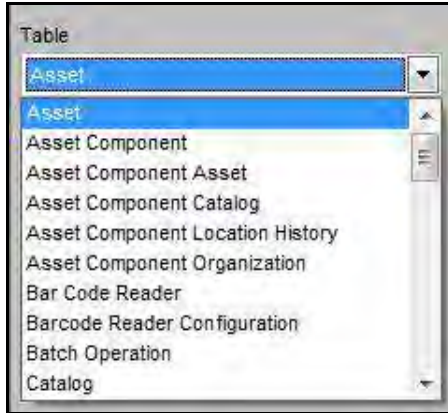 Table
Asset
Asset
Asset Component
Asset Component Asset
Asset Component Catalog
Asset Component Location History
Asset Component Organization
Bar Code Reader
Barcode Reader Configuration
Batch Operation
Catalog